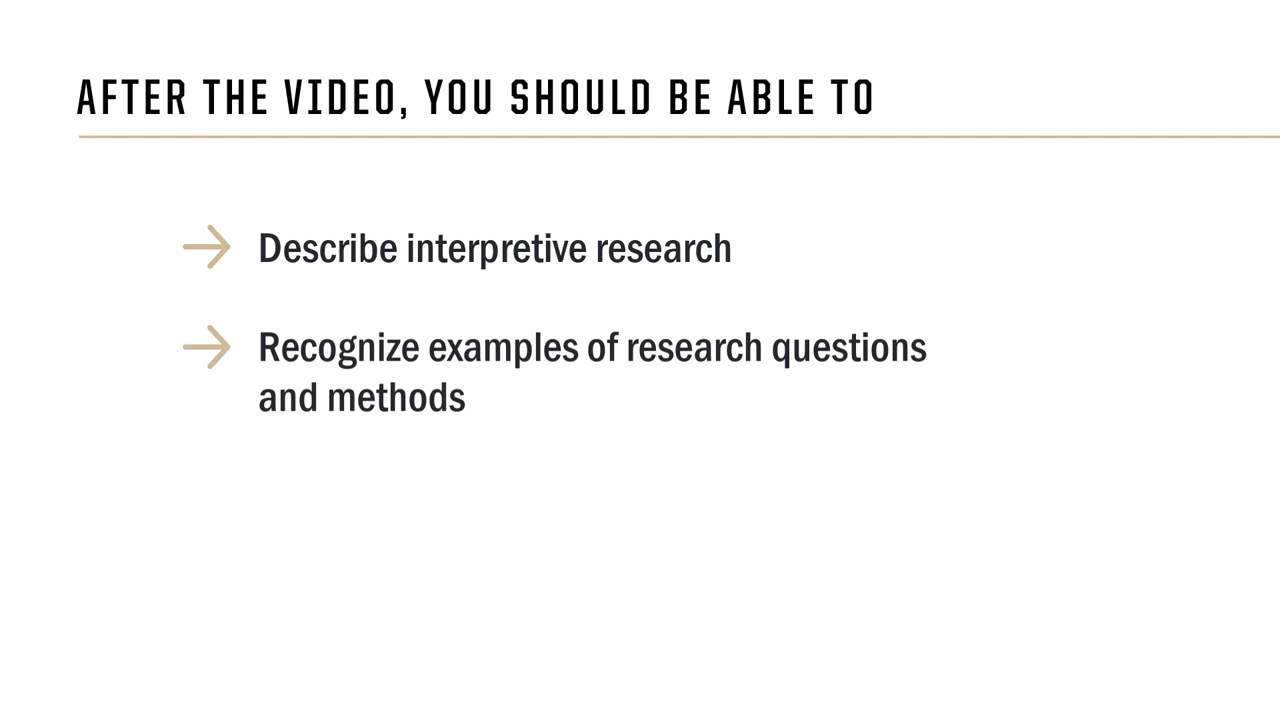 AFTER THE VIDEO, YOU SHOULD BE ABLE TO
Describe interpretive research
Recognize examples of research questions
and methods